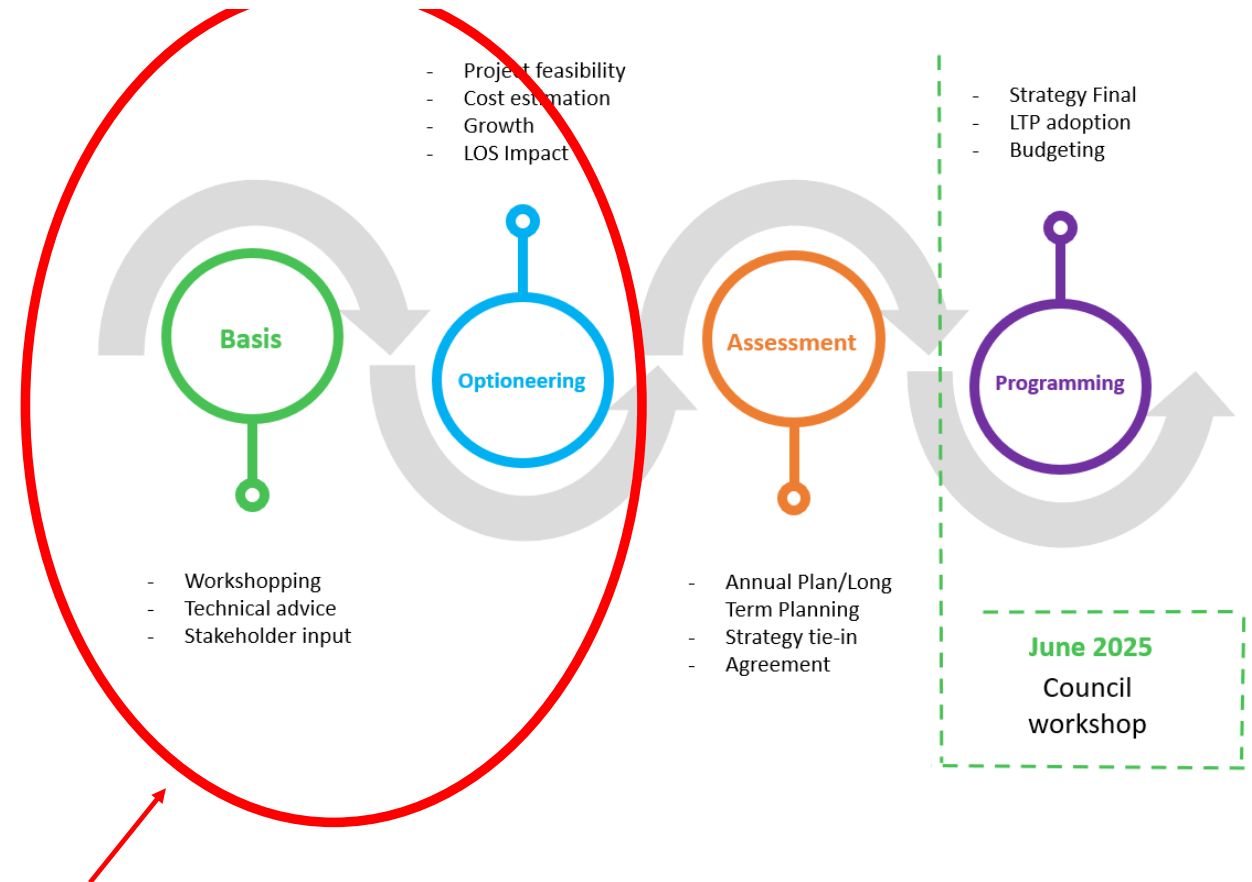 - Project feasibility
- Cost estimation
- Growth
- LOS Impact
- Strategy Final
- LTP adoption
- Budgeting
Basis
Optioneering
Assessment
Programming
- Workshopping
- Technical advice
- Stakeholder input
- Annual Plan/Long
Term Planning
- Strategy tie-in
- Agreement
June 2025
Council
workshop